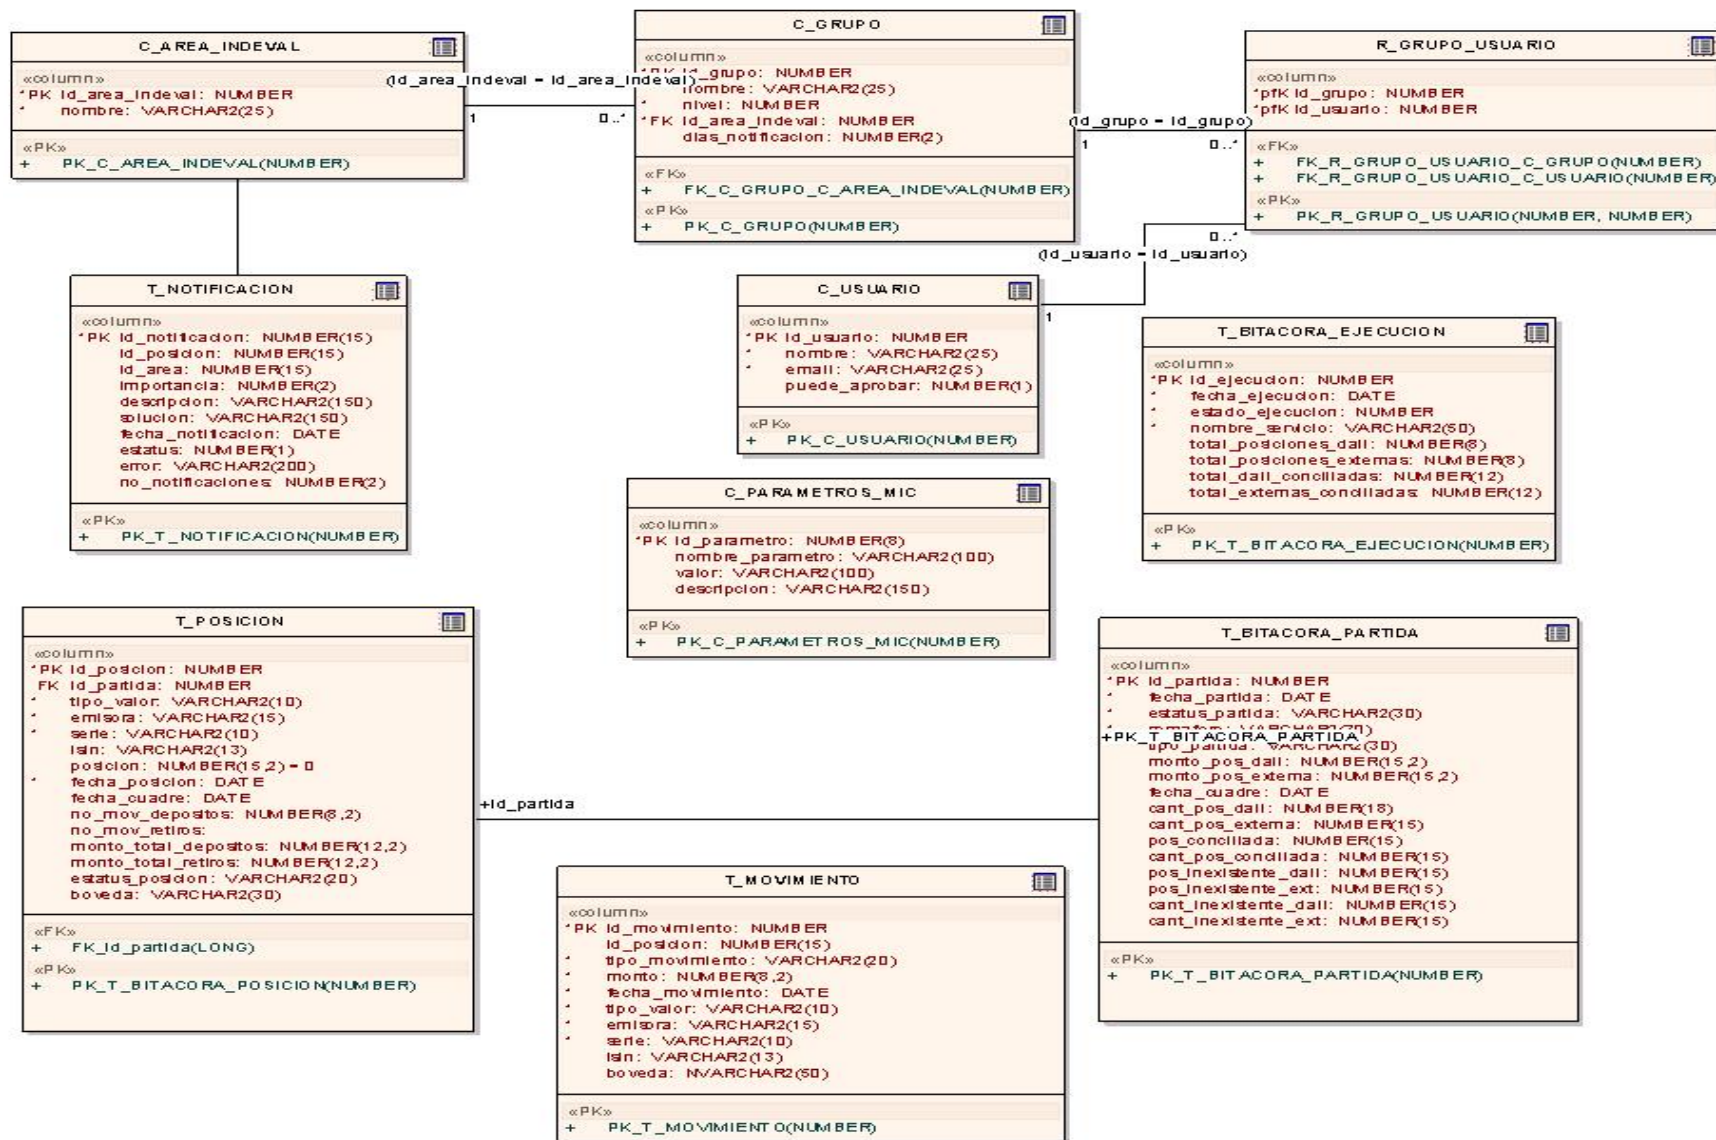 C_AREA_INDEVAL
«column»
*PK id_area_indeval: NUMBER
* nombre: VARCHAR2(25)
«PK»
+ PK_C_AREA_INDEVAL(NUMBER)
(id_area_indeval = id_area_indeval)
1
0..*
C_GRUPO
«column»
*PK id_grupo: NUMBER
* nombre: VARCHAR2(25)
* nivel: NUMBER
*FK id_area_indeval: NUMBER
dias_notificacion: NUMBER(2)
«FK»
+ FK_C_GRUPO_C_AREA_INDEVAL(NUMBER)
«PK»
+ PK_C_GRUPO(NUMBER)
(id_grupo = id_grupo)
1
0..*
R_GRUPO_USUARIO
«column»
*pfK id_grupo: NUMBER
*pfK id_usuario: NUMBER
«FK»
+ FK_R_GRUPO_USUARIO_C_GRUPO(NUMBER)
+ FK_R_GRUPO_USUARIO_C_USUARIO(NUMBER)
«PK»
+ PK_R_GRUPO_USUARIO(NUMBER, NUMBER)
0..*
(id_usuario = id_usuario)
1
T_NOTIFICACION
«column»
*PK id_notificacion: NUMBER(15)
id_posicion: NUMBER(15)
id_area: NUMBER(15)
importancia: NUMBER(2)
descripcion: VARCHAR2(150)
solucion: VARCHAR2(150)
fecha_notificacion: DATE
estatus: NUMBER(1)
error: VARCHAR2(200)
no_notificaciones: NUMBER(2)
«PK»
+ PK_T_NOTIFICACION(NUMBER)
C_USUARIO
«column»
*PK id_usuario: NUMBER
* nombre: VARCHAR2(25)
* email: VARCHAR2(25)
puede_aprobar: NUMBER(1)
«PK»
+ PK_C_USUARIO(NUMBER)
T_BITACORA_EJECUCION
«column»
*PK id_ejecucion: NUMBER
* fecha_ejecucion: DATE
* estado_ejecucion: NUMBER
* nombre_servicio: VARCHAR2(50)
total_posiciones_dali: NUMBER(8)
total_posiciones_externas: NUMBER(8)
total_dali_conciliadas: NUMBER(12)
total_externas_conciliadas: NUMBER(12)
«PK»
+ PK_T_BITACORA_EJECUCION(NUMBER)
C_PARAMETROS_MIC
«column»
*PK id_parametro: NUMBER(8)
nombre_parametro: VARCHAR2(100)
valor: VARCHAR2(100)
descripcion: VARCHAR2(150)
«PK»
+ PK_C_PARAMETROS_MIC(NUMBER)
T_POSICION
«column»
*PK id_posicion: NUMBER
FK id_partida: NUMBER
* tipo_valor: VARCHAR2(10)
* emisora: VARCHAR2(15)
* serie: VARCHAR2(10)
isin: VARCHAR2(13)
posicion: NUMBER(15,2) = 0
* fecha_posicion: DATE
fecha_cuadre: DATE
no_mov_depositos: NUMBER(8,2)
no_mov_retiros:
monto_total_depositos: NUMBER(12,2)
monto_total_retiros: NUMBER(12,2)
estatus_posicion: VARCHAR2(20)
boveda: VARCHAR2(30)
«FK»
+ FK_id_partida(LONG)
«PK»
+ PK_T_BITACORA_POSICION(NUMBER)
+id_partida
T_BITACORA_PARTIDA
«column»
*PK id_partida: NUMBER
* fecha_partida: DATE
* estatus_partida: VARCHAR2(30)
+PK_T_BITACORA_PARTIDA
tipo_partida: VARCHAR2(30)
monto_pos_dali: NUMBER(15,2)
monto_pos_externa: NUMBER(15,2)
fecha_cuadre: DATE
cant_pos_dali: NUMBER(18)
cant_pos_externa: NUMBER(15)
pos_conciliada: NUMBER(15)
cant_pos_conciliada: NUMBER(15)
pos_inexistente_dali: NUMBER(15)
pos_inexistente_ext: NUMBER(15)
cant_inexistente_dali: NUMBER(15)
cant_inexistente_ext: NUMBER(15)
«PK»
+ PK_T_BITACORA_PARTIDA(NUMBER)
T_MOVIMIENTO
«column»
*PK id_movimiento: NUMBER
id_posicion: NUMBER(15)
* tipo_movimiento: VARCHAR2(20)
* monto: NUMBER(8,2)
* fecha_movimiento: DATE
* tipo_valor: VARCHAR2(10)
* emisora: VARCHAR2(15)
* serie: VARCHAR2(10)
isin: VARCHAR2(13)
boveda: NVARCHAR2(50)
«PK»
+ PK_T_MOVIMIENTO(NUMBER)